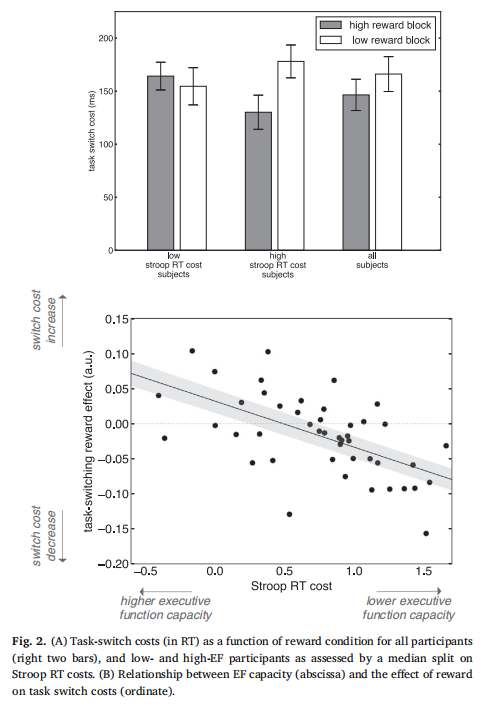 high reward block
low reward block
200
150
100
50
0
task switch cost (ms)
low
stroop RT cost
subjects
high
stroop RT cost
subjects
all
subjects
switch cost
increase
0.15
0.10
0.05
0.00
−0.05
−0.10
−0.15
−0.20
task-switching reward effect (a.u.)
switch cost
decrease
−0.5
0.0
0.5
1.0
1.5
Stroop RT cost
higher executive
function capacity
lower executive
function capacity
Fig. 2. (A) Task-switch costs (in RT) as a function of reward condition for all participants
(right two bars), and low- and high-EF participants as assessed by a median split on
Stroop RT costs. (B) Relationship between EF capacity (abscissa) and the effect of reward
on task switch costs (ordinate).